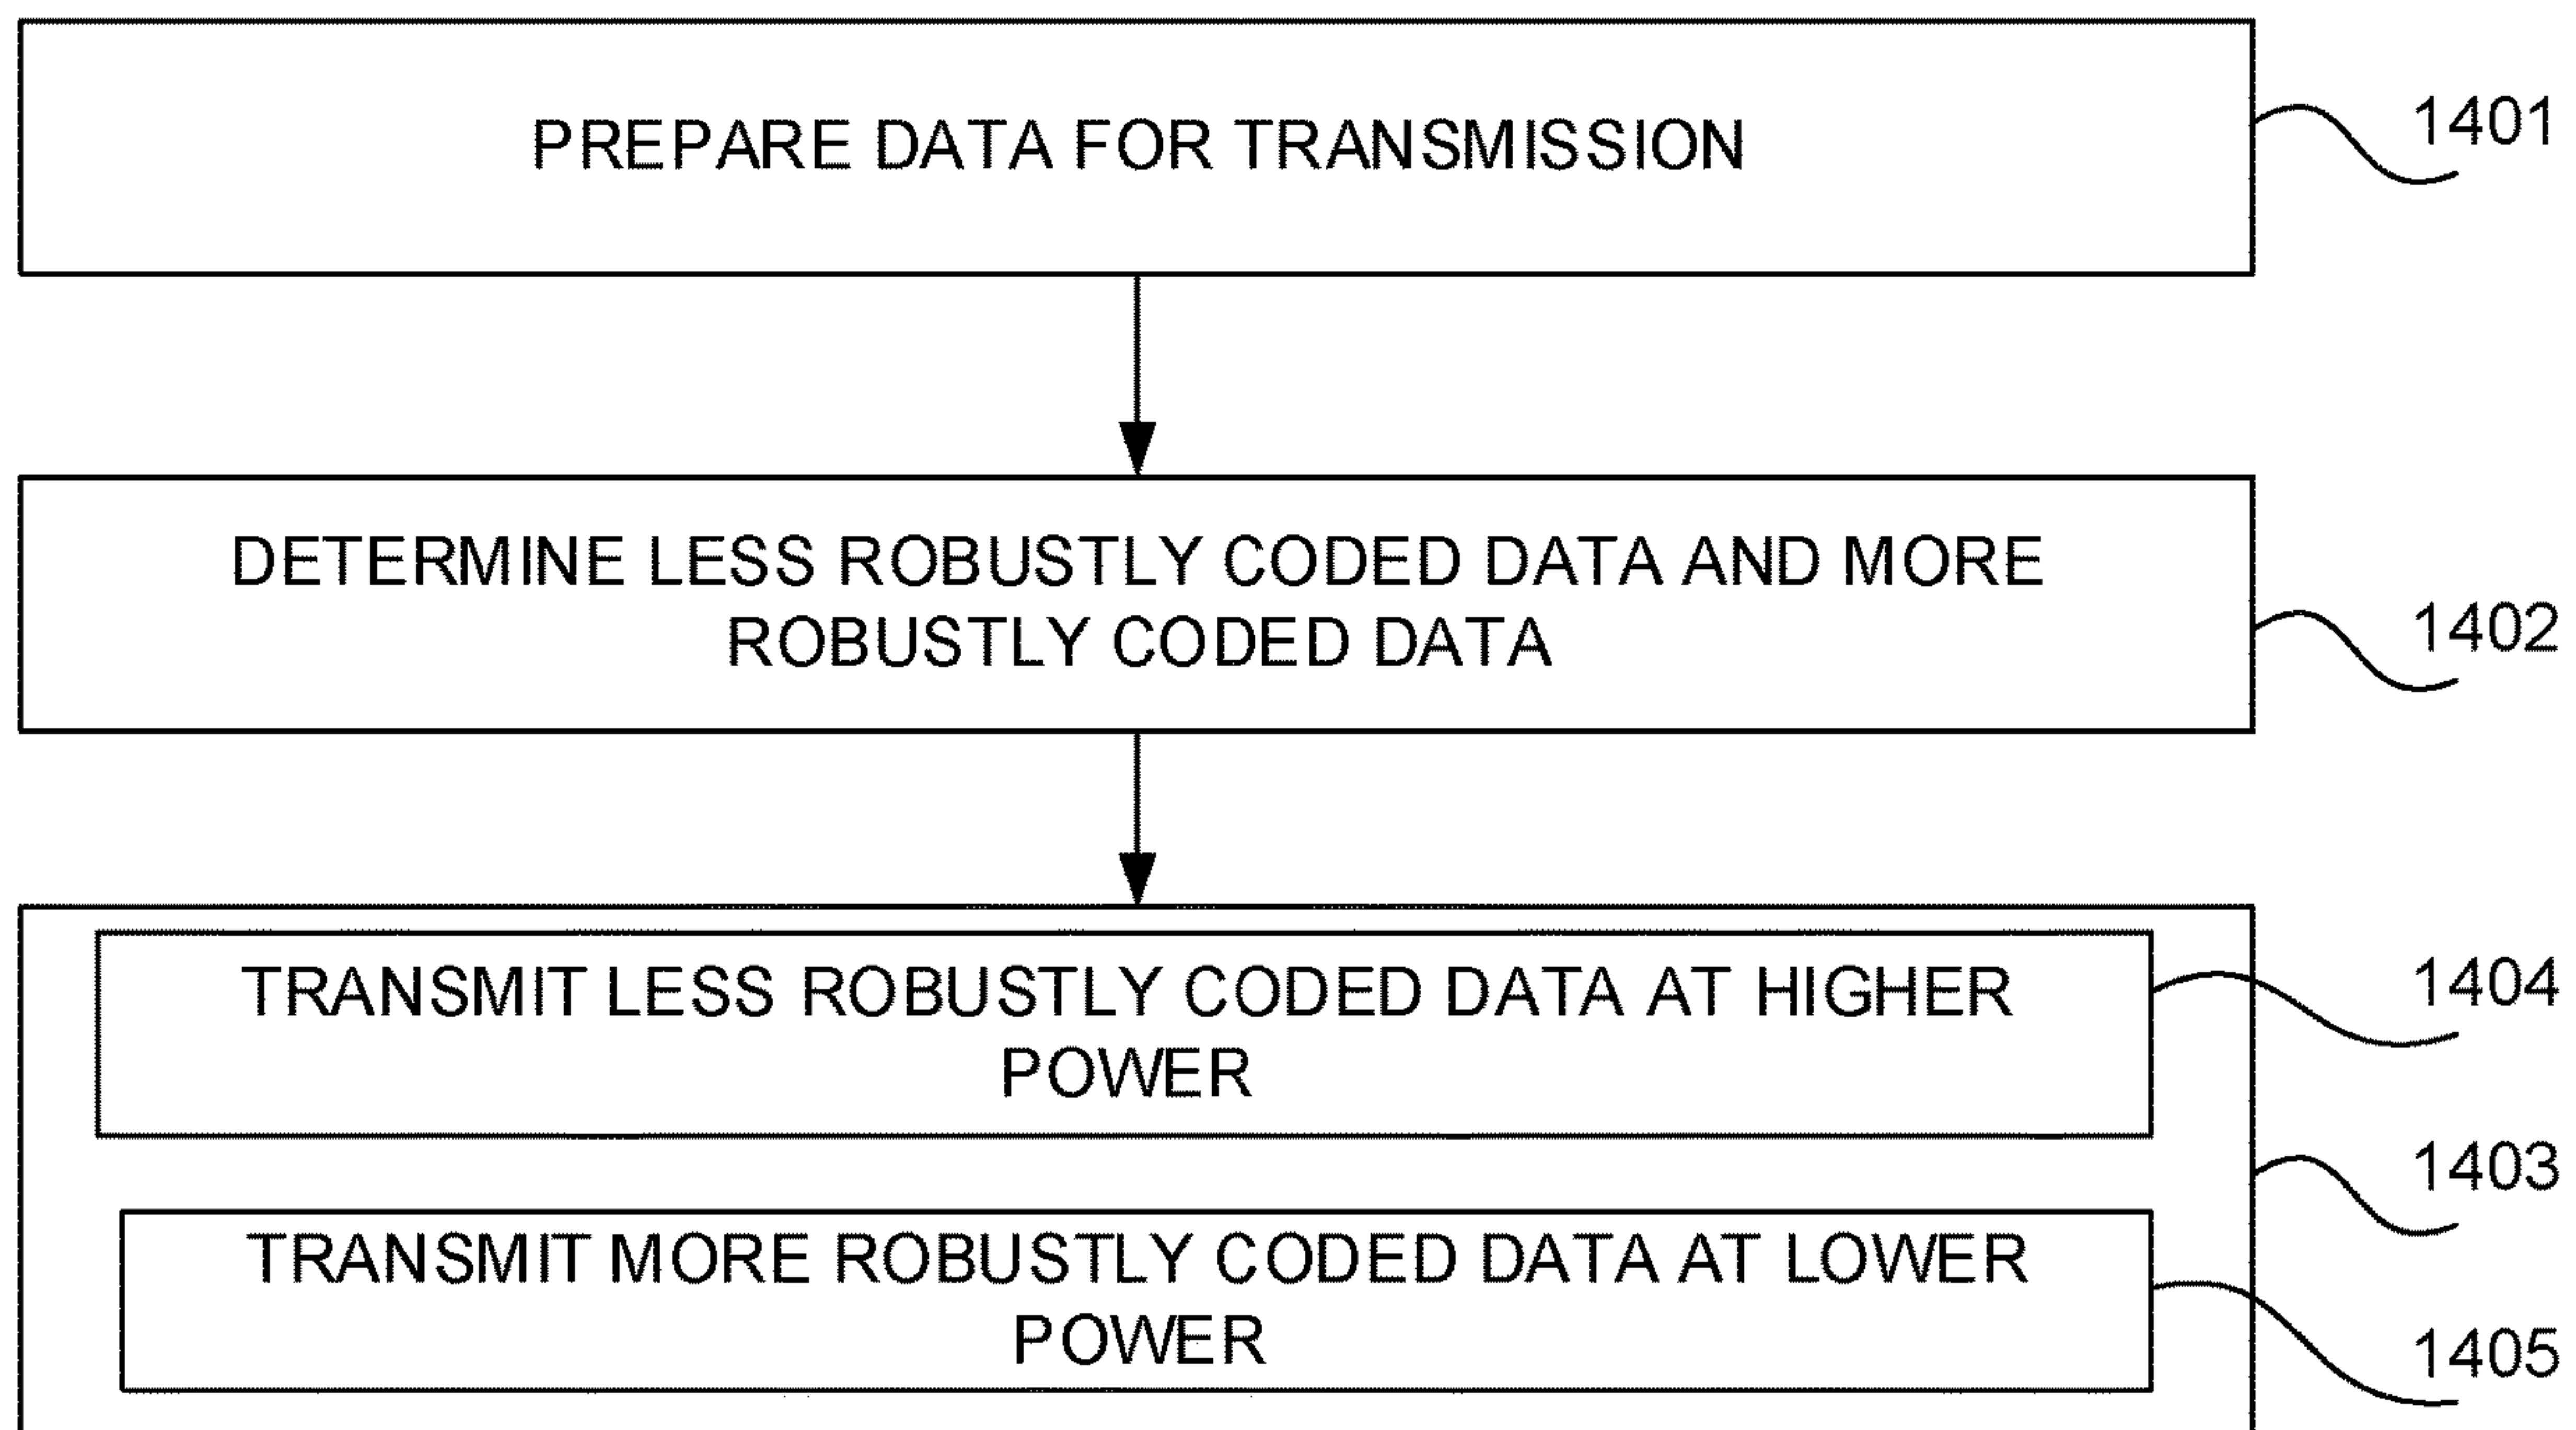 PREPARE DATA FOR TRANSMISSION
1401
DETERMINE LESS ROBUSTLY CODED DATA AND MORE
ROBUSTLY CODED DATA
1402
TRANSMIT LESS ROBUSTLY CODED DATA AT HIGHER
POWER
1404
1403
TRANSMIT MORE ROBUSTLY CODED DATA AT LOWER
POWER
1405